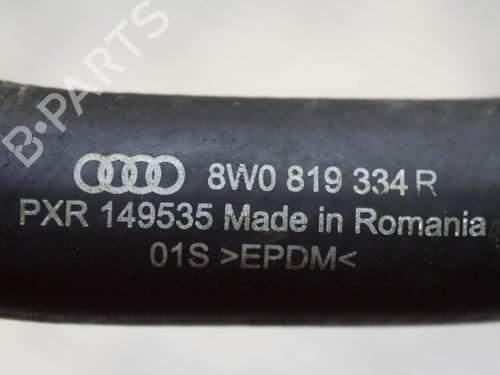 B-PARTS
8W0 819 334 R
PXR 149535 Made in Romania
01S >EPDM<